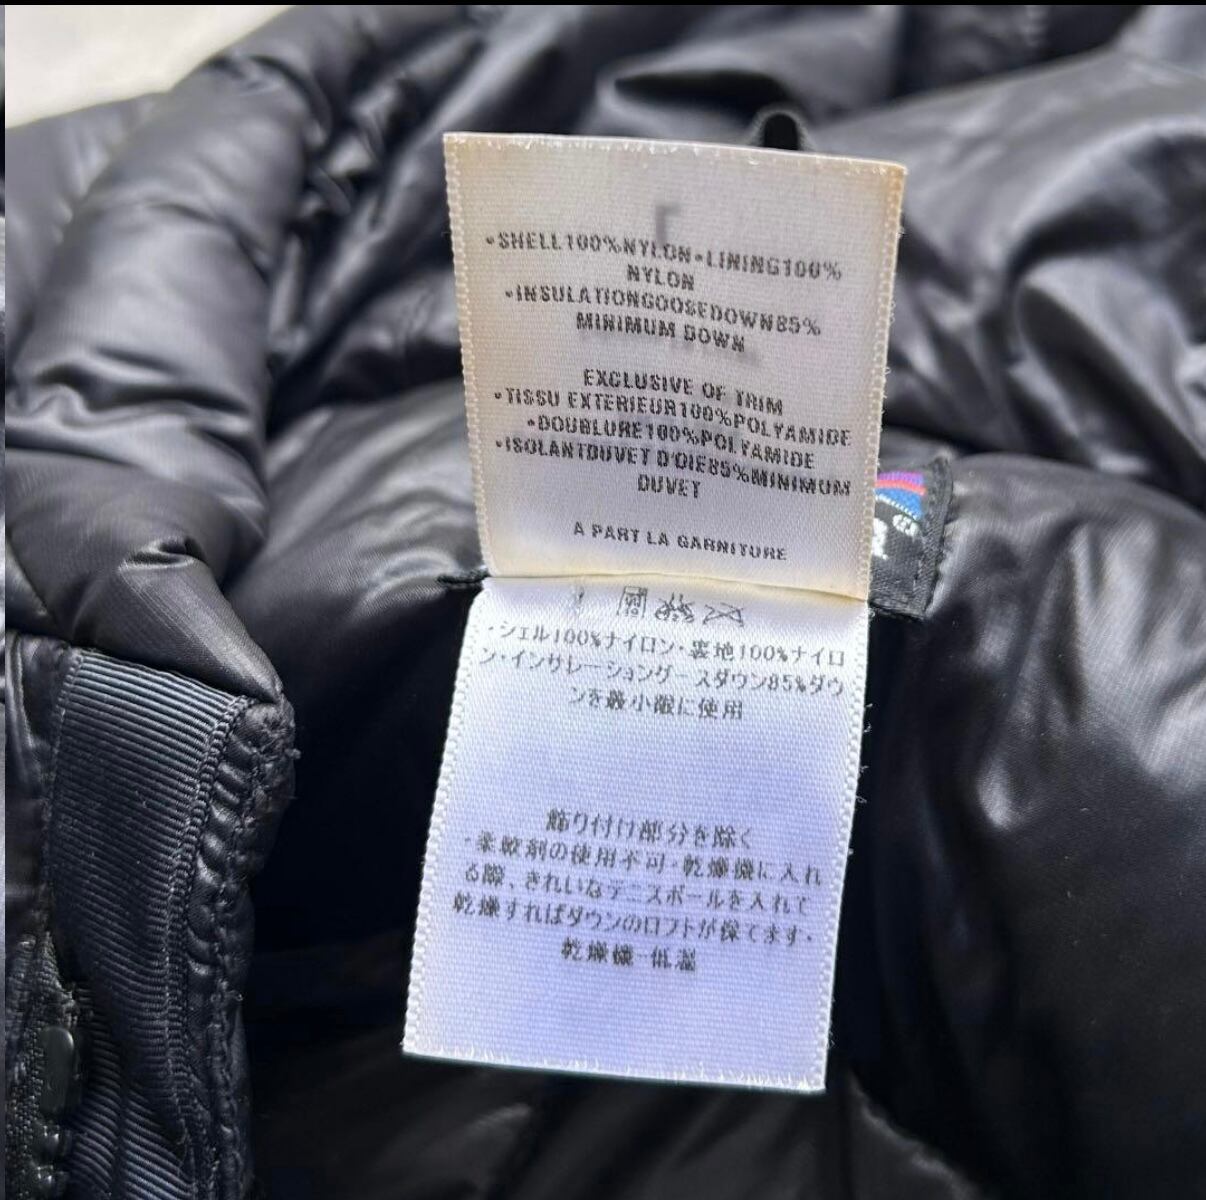 •SHELL100%NYLON•LINING100%
NYLON
•INSULATIONGOOSEDOWN85%
MINIMUM DOWN
EXCLUSIVE OF TRIM
•TISSU EXTERIEUR100%POLYAMIDE
•DOUBLURE100%POLYAMIDE
•ISOLANTDUVET D'OIE85%MINIMUM
DUVET
A PART LA GARNITURE
・シェル100%ナイロン・裏地100%ナイロ
ン・インサレーショングースダウン85%ダウ
ンを最小限に使用
飾り付け部分を除く
・柔軟剤の使用不可・乾燥機に入れ
る際、きれいなテニスボールを入れて
乾燥すればダウンのロフトが保てます・
乾燥機-低温